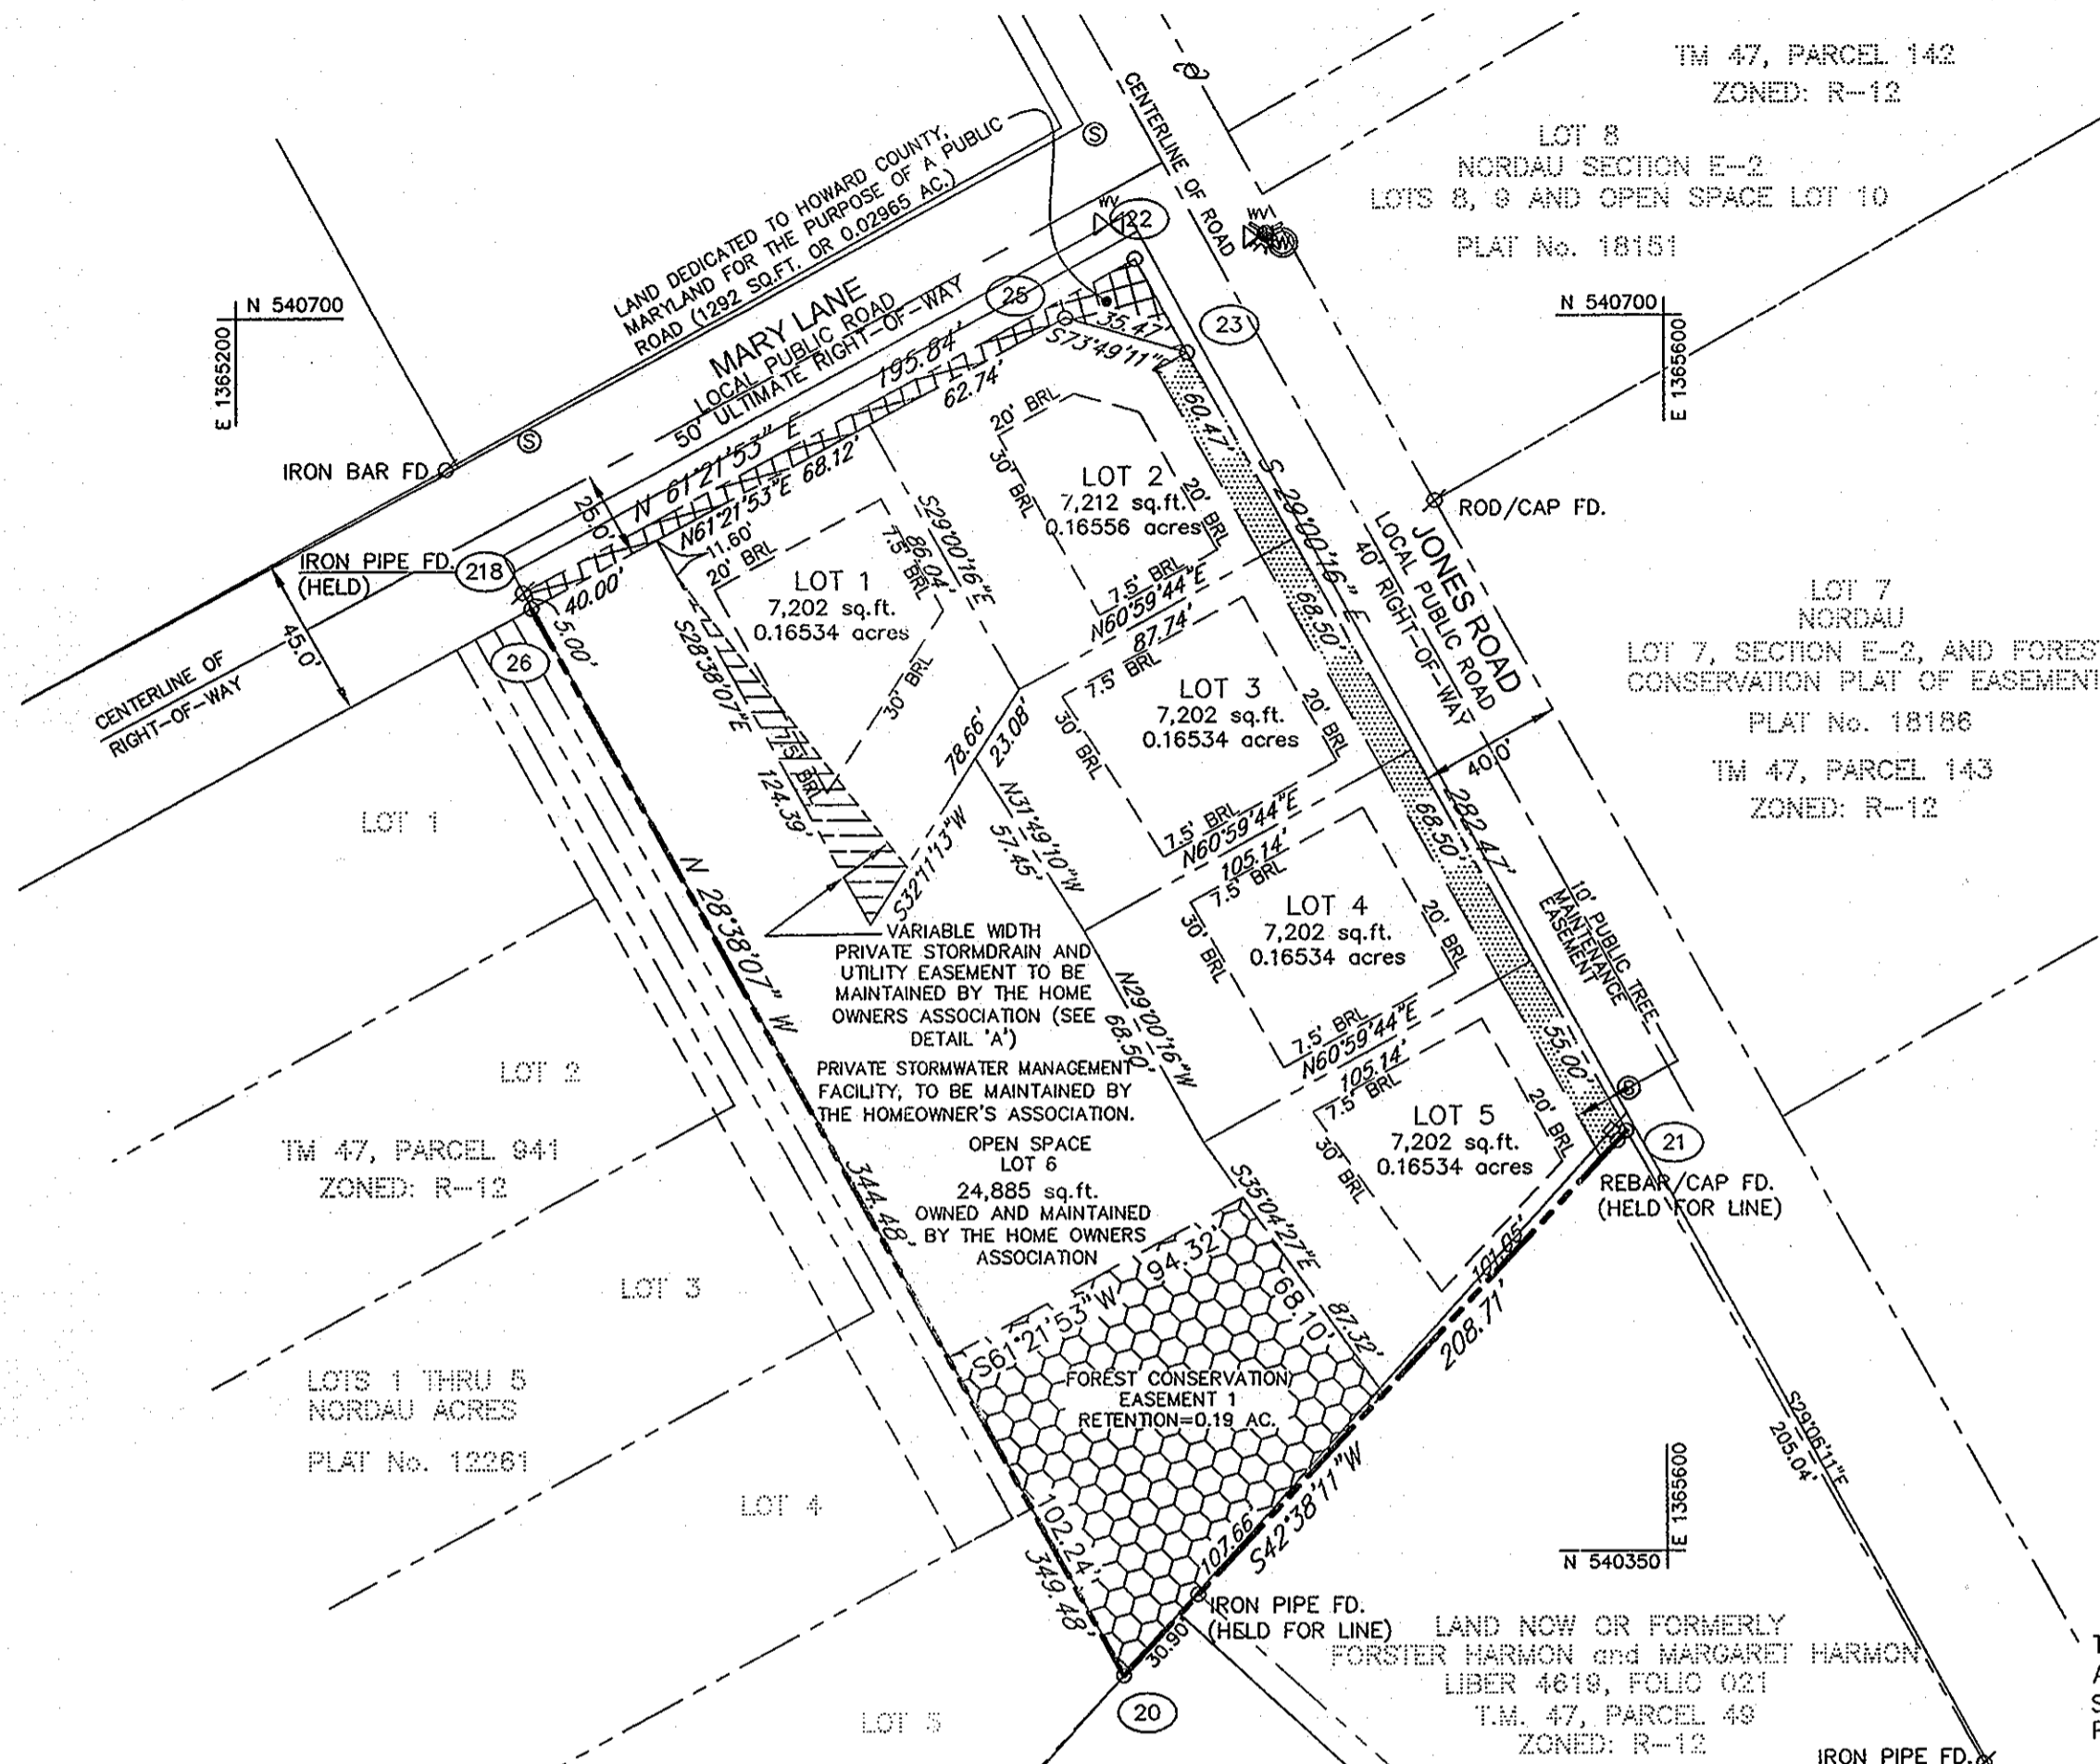 TM 47, PARCEL 142
ZONED: R-12
LOT 8
NORDAU SECTION E-2
LOTS 8, 9 AND OPEN SPACE LOT 10
PLAT No. 18151
CENTERLINE OF ROAD
LAND DEDICATED TO HOWARD COUNTY,
MARYLAND FOR THE PURPOSE OF A PUBLIC
ROAD (1292 SQ.FT. OR 0.02965 AC.)
S
WV
22
WV
W
N 540700
E 1365200
N 540700
E 1365600
MARY LANE
LOCAL PUBLIC ROAD
50' ULTIMATE RIGHT-OF-WAY
25
23
35.47'
S73°49'11"E
195.84'
N 61°21'53" E
62.74'
68.12'
N61°21'53"E
11.60'
40.00'
5.00'
25.0'
S
IRON BAR FD.
IRON PIPE FD.
(HELD)
218
26
45.0'
CENTERLINE OF
RIGHT-OF-WAY
ROD/CAP FD.
20' BRL
30' BRL
LOT 2
7,212 sq.ft.
0.16556 acres
20' BRL
7.5' BRL
N60°59'44"E
87.74'
60.47'
S 29°00'16" E
282.47'
68.50'
JONES ROAD
LOCAL PUBLIC ROAD
40' RIGHT-OF-WAY
40.0'
20' BRL
LOT 1
7,202 sq.ft.
0.16534 acres
7.5' BRL
30' BRL
S29°00'16"E
86.04'
S28°38'07"E
124.39'
7.5' BRL
7.5' BRL
30' BRL
LOT 3
7,202 sq.ft.
0.16534 acres
20' BRL
7.5' BRL
N60°59'44"E
105.14'
68.50'
78.66'
23.08'
S32°11'13"W
N31°49'10"W
57.45'
7.5' BRL
30' BRL
LOT 4
7,202 sq.ft.
0.16534 acres
20' BRL
7.5' BRL
N60°59'44"E
105.14'
55.00'
N29°00'16"W
68.50'
10' PUBLIC TREE
MAINTENANCE
EASEMENT
7.5' BRL
30' BRL
LOT 5
7,202 sq.ft.
0.16534 acres
20' BRL
S
21
REBAR/CAP FD.
(HELD FOR LINE)
101.05'
208.71'
S35°04'27"E
87.32'
68.10'
LOT 7
NORDAU
LOT 7, SECTION E-2, AND FOREST
CONSERVATION PLAT OF EASEMENT
PLAT No. 18186
TM 47, PARCEL 143
ZONED: R-12
VARIABLE WIDTH
PRIVATE STORMDRAIN AND
UTILITY EASEMENT TO BE
MAINTAINED BY THE HOME
OWNERS ASSOCIATION (SEE
DETAIL 'A')
PRIVATE STORMWATER MANAGEMENT
FACILITY, TO BE MAINTAINED BY
THE HOMEOWNER'S ASSOCIATION.
OPEN SPACE
LOT 6
24,885 sq.ft.
OWNED AND MAINTAINED
BY THE HOME OWNERS
ASSOCIATION
N 28°38'07" W
344.48'
S61°21'53"W
94.32'
FOREST CONSERVATION
EASEMENT 1
RETENTION=0.19 AC.
102.24'
349.48'
107.66'
S42°38'11"W
30.90'
20
IRON PIPE FD.
(HELD FOR LINE)
LOT 1
LOT 2
TM 47, PARCEL 941
ZONED: R-12
LOT 3
LOTS 1 THRU 5
NORDAU ACRES
PLAT No. 12261
LOT 4
LOT 5
S29°06'11"E
205.04'
N 540350
E 1365600
LAND NOW OR FORMERLY
FORSTER HARMON and MARGARET HARMON
LIBER 4619, FOLIO 021
T.M. 47, PARCEL 49
ZONED: R-12
IRON PIPE FD.